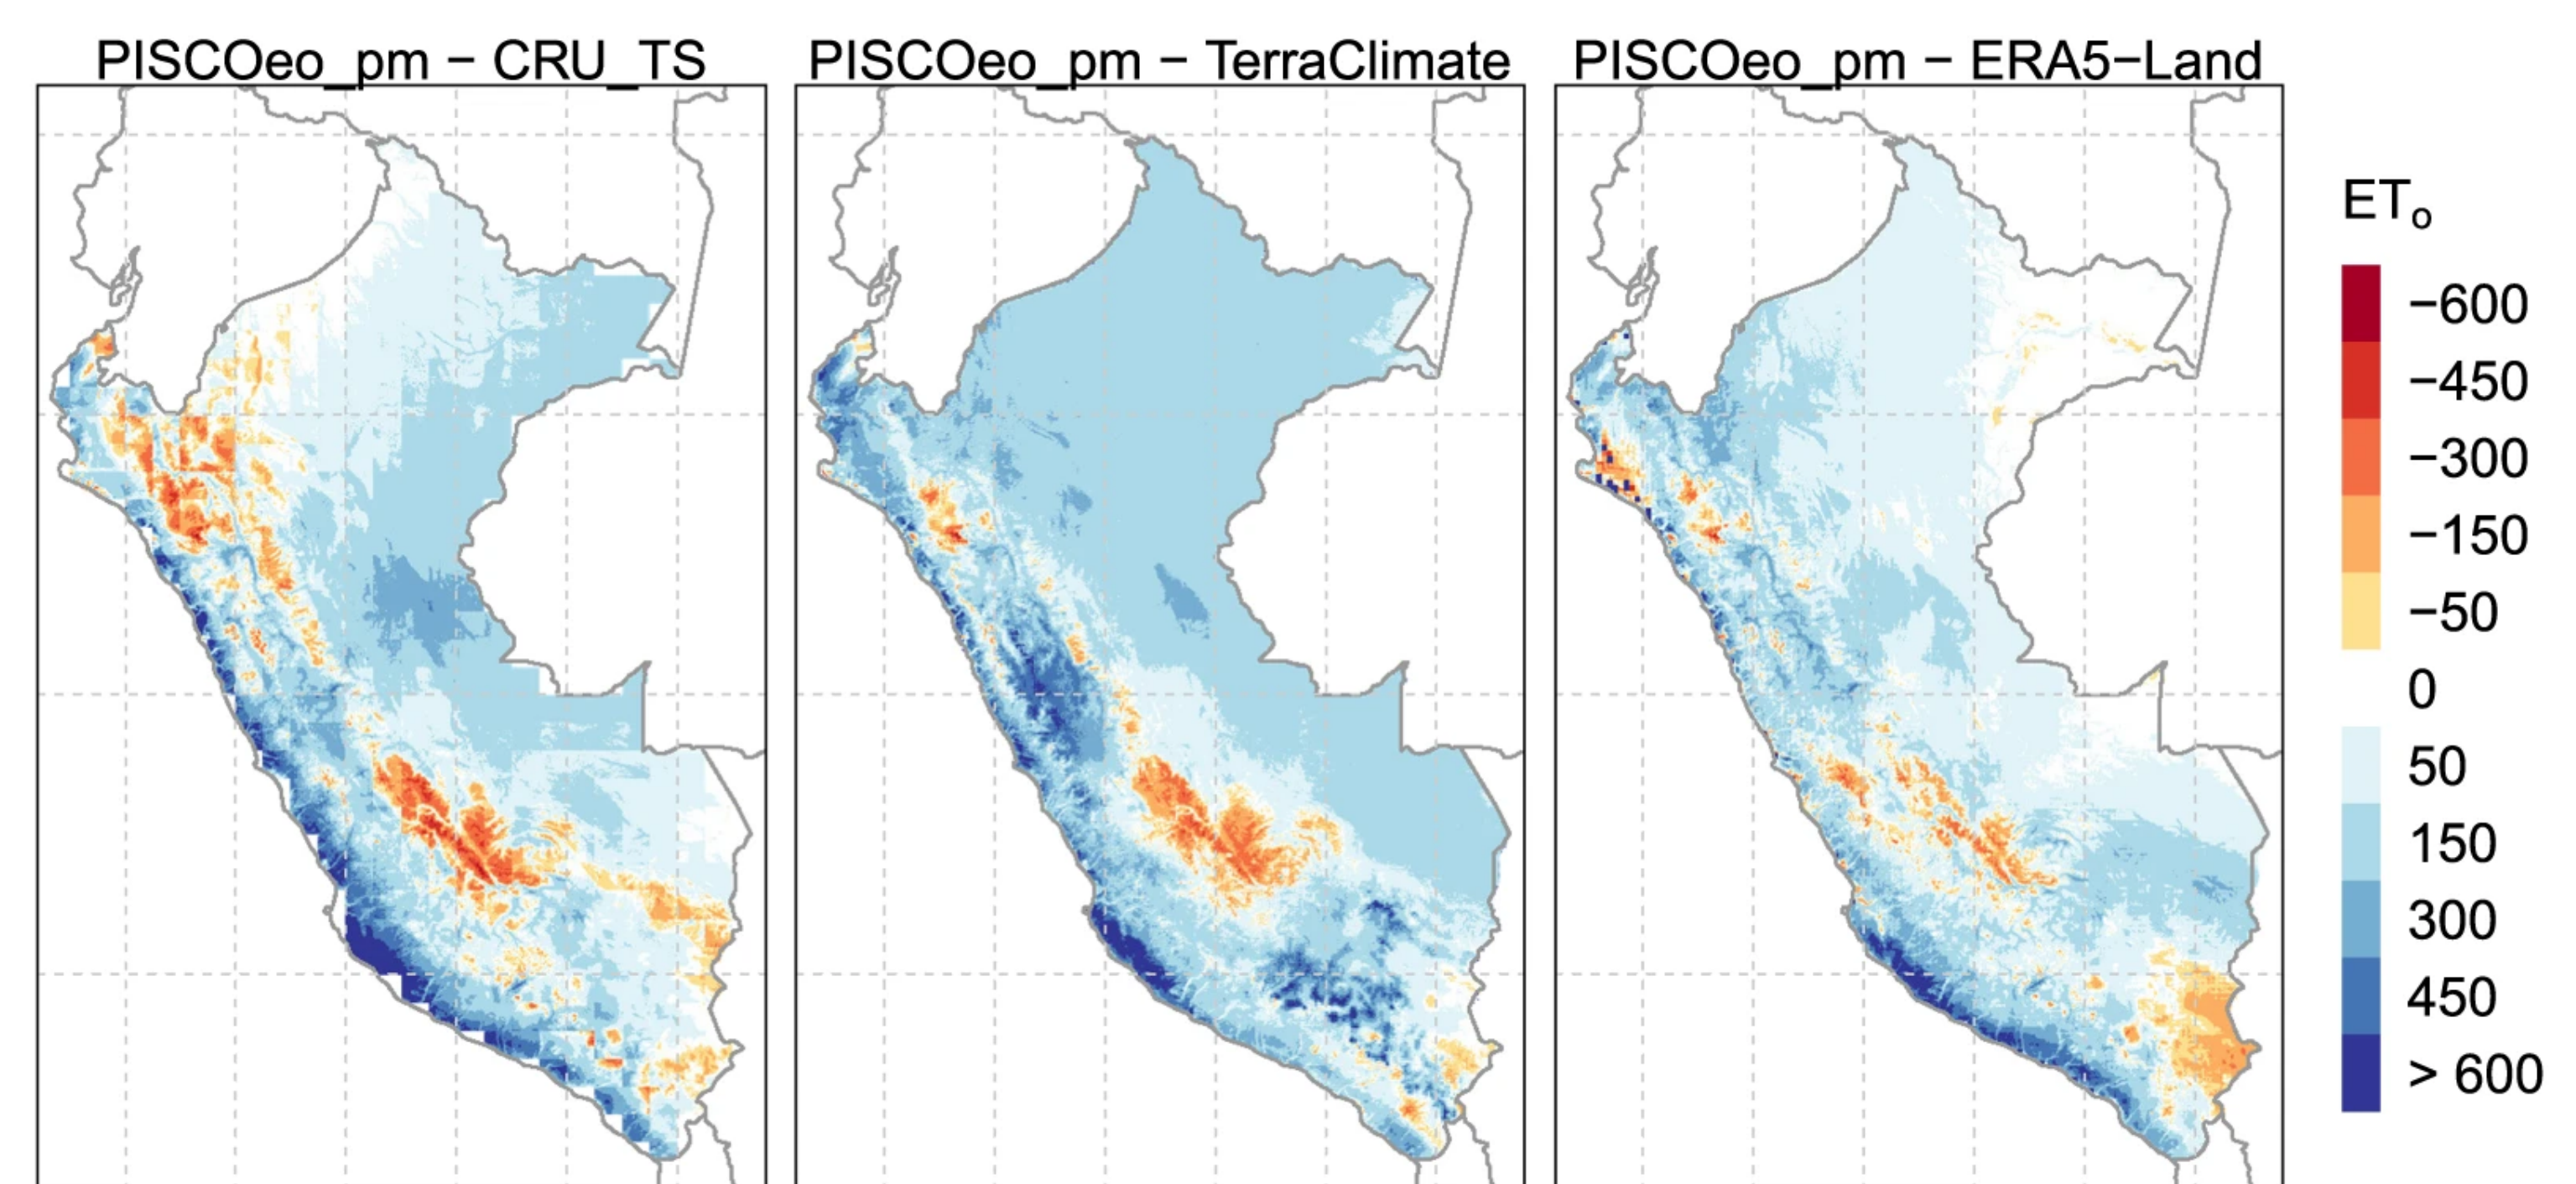 PISCOeo_pm − CRU_TS
PISCOeo_pm − TerraClimate
PISCOeo_pm − ERA5−Land
ETo
−600
−450
−300
−150
−50
0
50
150
300
450
> 600